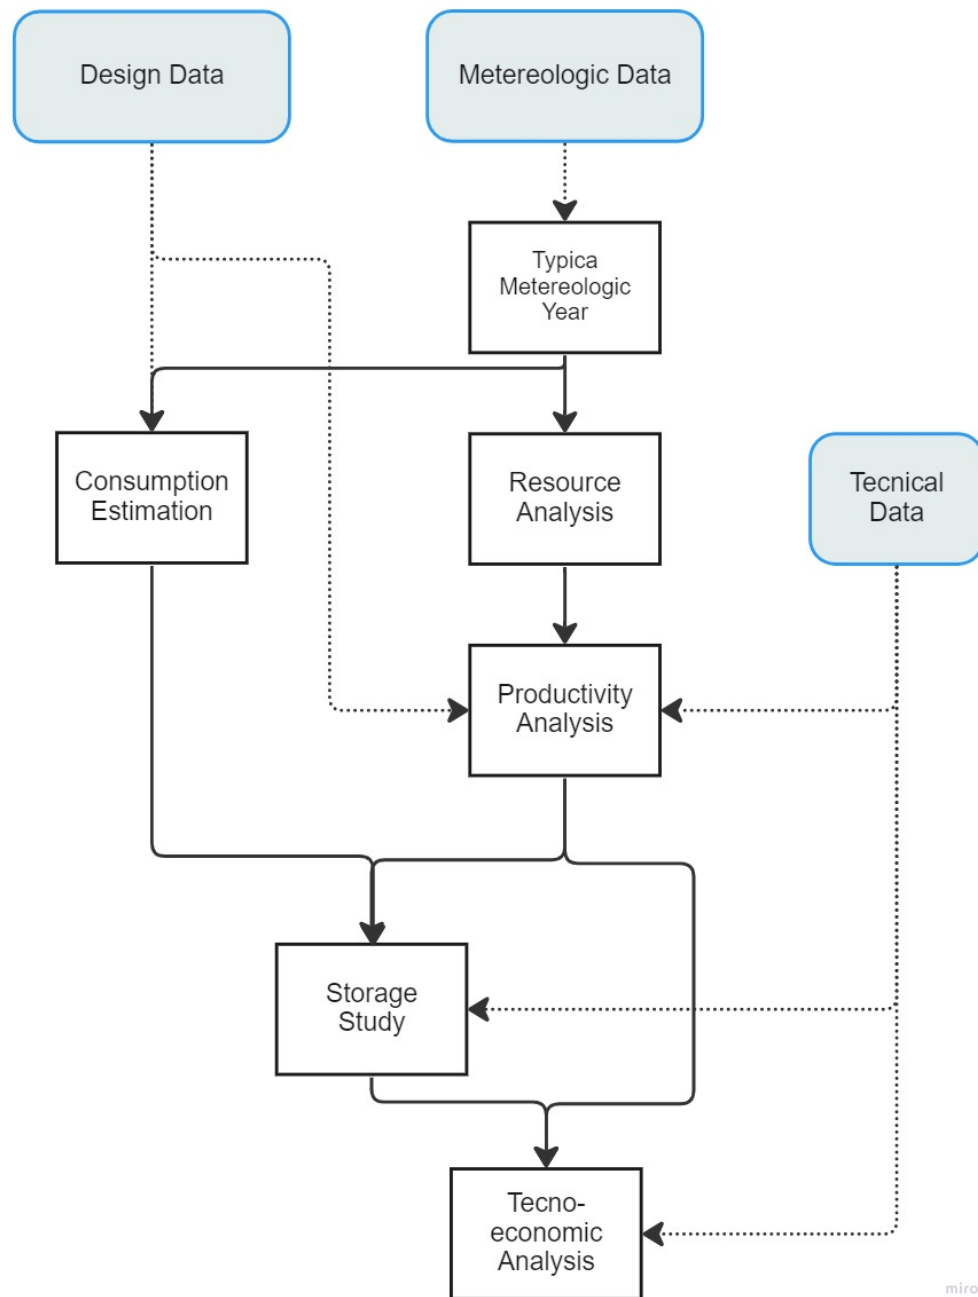 Design Data
Metereologic Data
Typica
Metereologic
Year
Consumption
Estimation
Resource
Analysis
Tecnical
Data
Productivity
Analysis
Storage
Study
Tecno-
economic
Analysis
miro